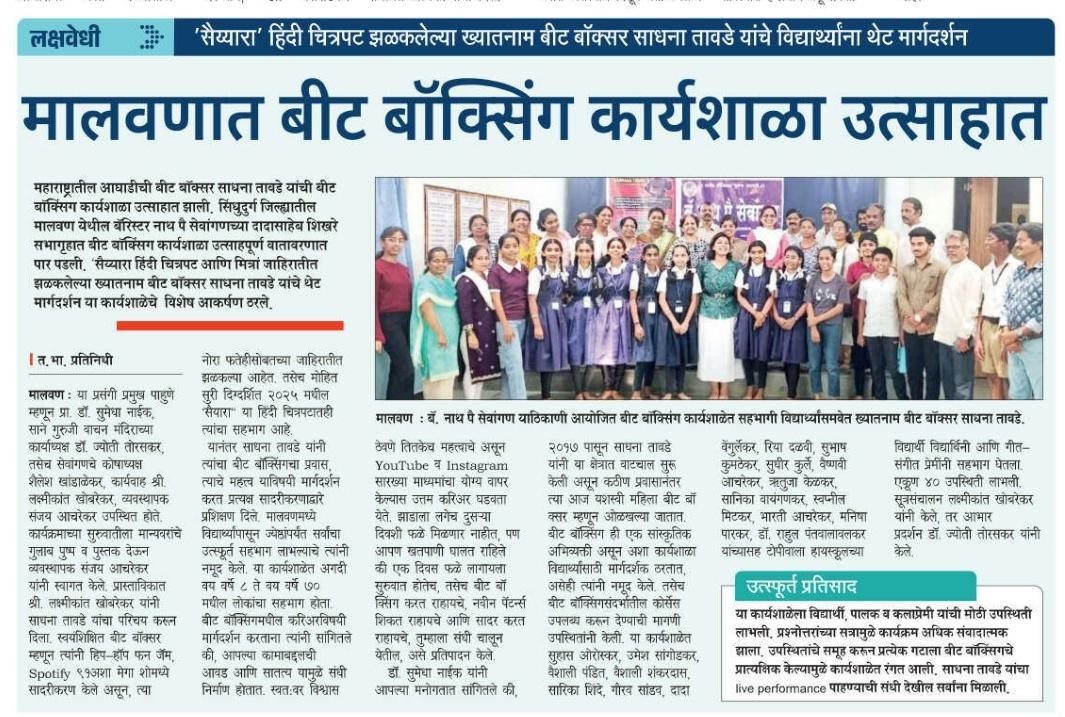 लक्षवेधी
'सैय्यारा' हिंदी चित्रपट झळकलेल्या ख्यातनाम बीट बॉक्सर साधना तावडे यांचे विद्यार्थ्यांना थेट मार्गदर्शन
मालवणात बीट बॉक्सिंग कार्यशाळा उत्साहात
महाराष्ट्रातील आघाडीची बीट बॉक्सर साधना तावडे यांची बीट
बॉक्सिंग कार्यशाळा उत्साहात झाली. सिंधुदुर्ग जिल्ह्यातील
मालवण येथील बॅरिस्टर नाथ पै सेवांगणच्या दादासाहेब शिखरे
सभागृहात बीट बॉक्सिंग कार्यशाळा उत्साहपूर्ण वातावरणात
पार पडली. 'सैय्यारा हिंदी चित्रपट आणि मित्रां जाहिरातीत
झळकलेल्या ख्यातनाम बीट बॉक्सर साधना तावडे यांचे थेट
मार्गदर्शन या कार्यशाळेचे विशेष आकर्षण ठरले.
त.भा. प्रतिनिधी
मालवण : या प्रसंगी प्रमुख पाहुणे
म्हणून प्रा. डॉ. सुमेधा नाईक,
साने गुरुजी वाचन मंदिराच्या
कार्याध्यक्ष डॉ. ज्योती तोरसकर,
तसेच सेवांगणचे कोषाध्यक्ष
शैलेश खांडाळेकर, कार्यवाह श्री.
लक्ष्मीकांत खोबरेकर, व्यवस्थापक
संजय आचरेकर उपस्थित होते.
कार्यक्रमाच्या सुरुवातीला मान्यवरांचे
गुलाब पुष्प व पुस्तक देऊन
व्यवस्थापक संजय आचरेकर
यांनी स्वागत केले. प्रास्ताविकात
श्री. लक्ष्मीकांत खोबरेकर यांनी
साधना तावडे यांचा परिचय करून
दिला. स्वयंशिक्षित बीट बॉक्सर
म्हणून त्यांनी हिप-हॉप फन जॅम,
Spotify ९१अशा मेगा शोमध्ये
सादरीकरण केले असून, त्या
नोरा फतेहीसोबतच्या जाहिरातीत
झळकल्या आहेत. तसेच मोहित
सुरी दिग्दर्शित २०२५ मधील
'सैयारा" या हिंदी चित्रपटातही
त्यांचा सहभाग आहे.
यानंतर साधना तावडे यांनी
त्यांचा बीट बॉक्सिंगचा प्रवास,
त्याचे महत्त्व याविषयी मार्गदर्शन
करत प्रत्यक्ष सादरीकरणाद्वारे
प्रशिक्षण दिले. मालवणमध्ये
विद्यार्थ्यांपासून ज्येष्ठांपर्यंत सर्वांचा
उत्स्फूर्त सहभाग लाभल्याचे त्यांनी
नमूद केले. या कार्यशाळेत अगदी
वय वर्षे ८ ते वय वर्षे ७०
मधील लोकांचा सहभाग होता.
बीट बॉक्सिंगमधील करिअरविषयी
मार्गदर्शन करताना त्यांनी सांगितले
की, आपल्या कामाबद्दलची
आवड आणि सातत्य यामुळे संधी
निर्माण होतात. स्वत:वर विश्वास
मालवण : बॅ. नाथ पै सेवांगण याठिकाणी आयोजित बीट बॉक्सिंग कार्यशाळेत सहभागी विद्यार्थ्यांसमवेत ख्यातनाम बीट बॉक्सर साधना तावडे.
ठेवणे तितकेच महत्वाचे असून
YouTube व Instagram
सारख्या माध्यमांचा योग्य वापर
केल्यास उत्तम करिअर घडवता
येते. झाडाला लगेच दुसऱ्या
दिवशी फळे मिळणार नाहीत, पण
आपण खतपाणी घालत राहिले
की एक दिवस फळे लागायला
सुरुवात होतेच, तसेच बीट बॉ
क्सिंग करत राहायचे, नवीन पॅटर्न्स
शिकत राहायचे आणि सादर करत
राहायचे, तुम्हाला संधी चालून
येतील, असे प्रतिपादन केले.
डॉ. सुमेधा नाईक यांनी
आपल्या मनोगतात सांगितले की,
२०१७ पासून साधना तावडे
यांनी या क्षेत्रात वाटचाल सुरू
केली असून कठीण प्रवासानंतर
त्या आज यशस्वी महिला बीट बॉ
क्सर म्हणून ओळखल्या जातात.
बीट बॉक्सिंग ही एक सांस्कृतिक
अभिव्यक्ती असून अशा कार्यशाळा
विद्यार्थ्यांसाठी मार्गदर्शक ठरतात,
असेही त्यांनी नमूद केले. तसेच
बीट बॉक्सिंगसंदर्भातील कोर्सेस
उपलब्ध करून देण्याची मागणी
उपस्थितांनी केली. या कार्यशाळेत
सुहास ओरोस्कर, उमेश सांगोडकर,
वैशाली पंडित, वैशाली शंकरदास,
सारिका शिंदे, गौरव सांडव, दादा
वेंगुर्लेकर, रिया दळवी, सुभाष
कुमठेकर, सुधीर कुर्ले, वैष्णवी
आचरेकर, ऋतुजा केळकर,
सानिका वायंगणकर, स्वप्नील
मिटकर, भारती आचरेकर, मनिषा
पारकर, डॉ. राहुल पंतवालावलकर
यांच्यासह टोपीवाला हायस्कूलच्या
विद्यार्थी विद्यार्थिनी आणि गीत–
संगीत प्रेमींनी सहभाग घेतला.
एकूण ४० उपस्थिती लाभली.
सूत्रसंचालन लक्ष्मीकांत खोबरेकर
यांनी केले, तर आभार
प्रदर्शन डॉ. ज्योती तोरसकर यांनी
केले.
उत्स्फूर्त प्रतिसाद
या कार्यशाळेला विद्यार्थी, पालक व कलाप्रेमी यांची मोठी उपस्थिती
लाभली. प्रश्नोत्तरांच्या सत्रामुळे कार्यक्रम अधिक संवादात्मक
झाला. उपस्थितांचे समूह करून प्रत्येक गटाला बीट बॉक्सिंगचे
प्रात्यक्षिक केल्यामुळे कार्यशाळेत रंगत आली. साधना तावडे यांचा
live performance पाहण्याची संधी देखील सर्वांना मिळाली.